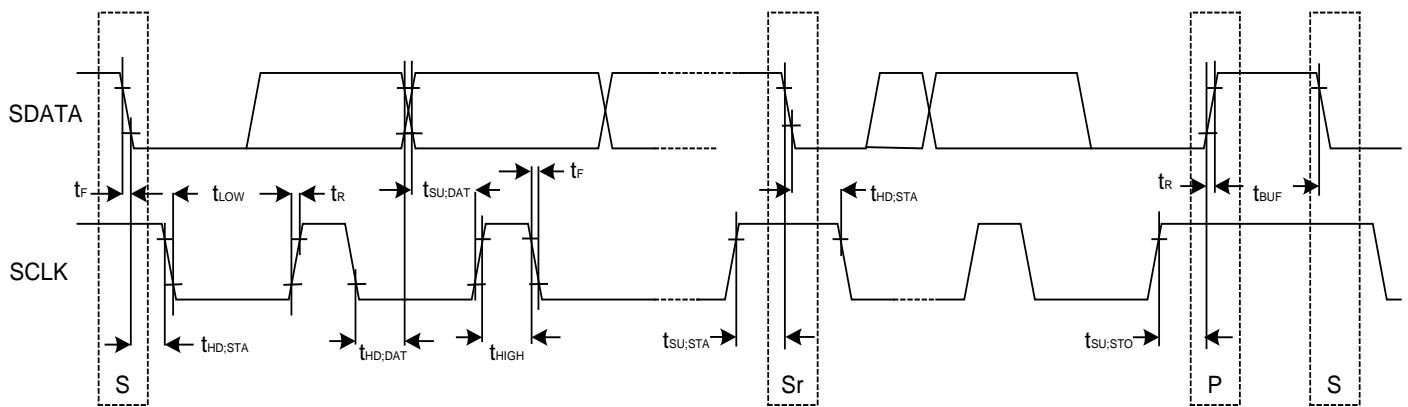 SDATA
tF tLOW tR tSU;DAT tF tHD;STA tR tBUF
SCLK
tHD;STA tHD;DAT tHIGH tSU;STA tSU;STO
S Sr P S